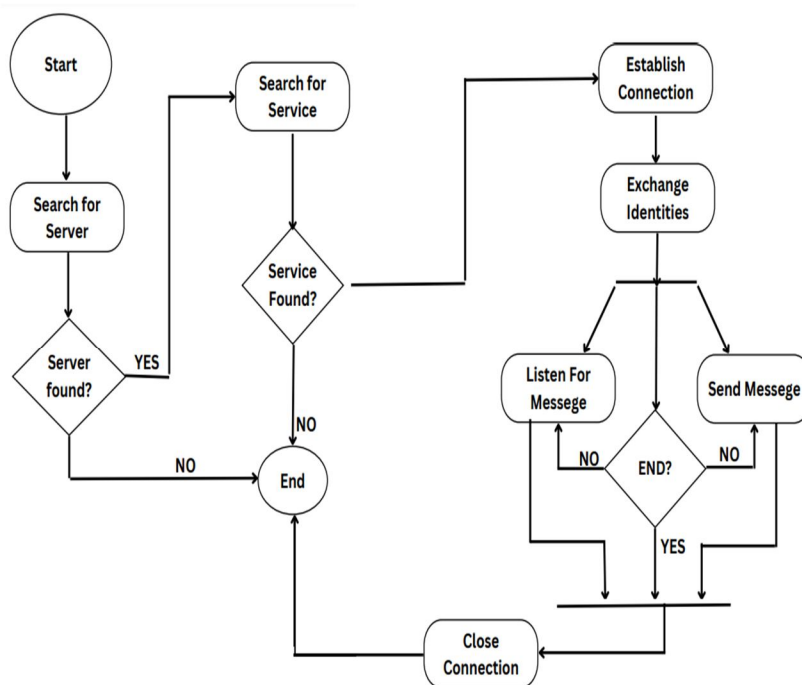 Start
Search for
Server
Server
found?
YES
NO
Search for
Service
Service
Found?
NO
End
Establish
Connection
Exchange
Identities
Listen For
Messege
Send Messege
END?
NO
NO
YES
Close
Connection